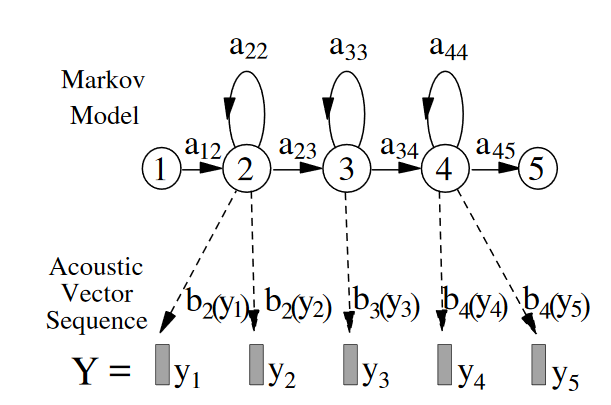 a₂₂ a₃₃ a₄₄
Markov
Model
a₁₂ a₂₃ a₃₄ a₄₅
1 2 3 4 5
Acoustic
Vector
Sequence
b₂(y₁) b₂(y₂) b₃(y₃) b₄(y₄) b₄(y₅)
Y = y₁ y₂ y₃ y₄ y₅